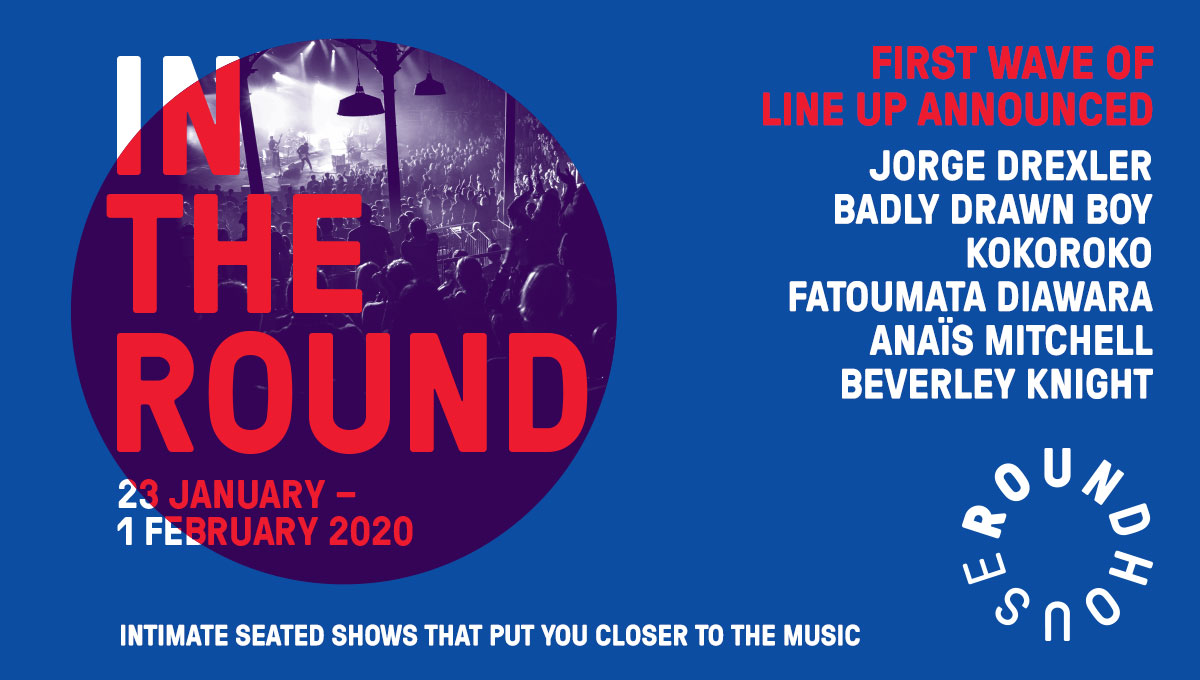 IN
THE
ROUND
23 JANUARY –
1 FEBRUARY 2020
INTIMATE SEATED SHOWS THAT PUT YOU CLOSER TO THE MUSIC
FIRST WAVE OF
LINE UP ANNOUNCED
JORGE DREXLER
BADLY DRAWN BOY
KOKOROKO
FATOUMATA DIAWARA
ANAÏS MITCHELL
BEVERLEY KNIGHT
ROUNDHOUSE